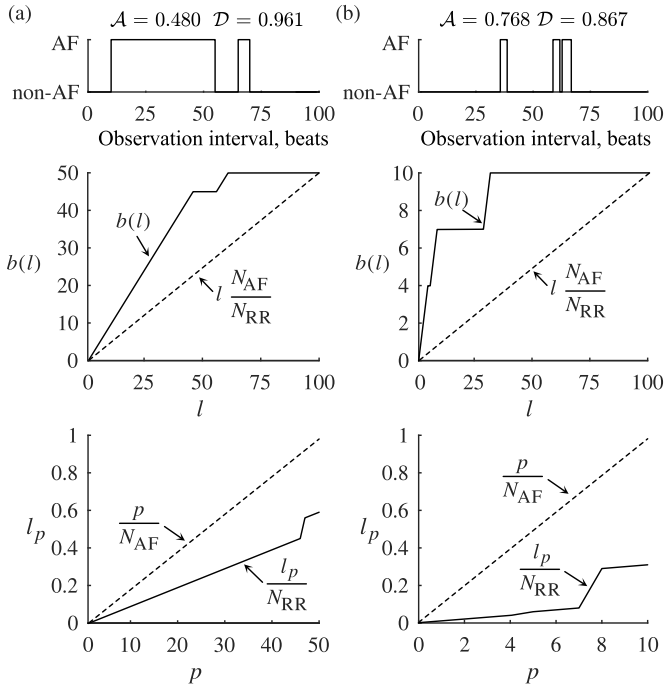 (a) 𝒜 = 0.480 𝒟 = 0.961
AF
non-AF
0 25 50 75 100
Observation interval, beats
50
40
30
20
10
0
b(l)
b(l)
l N_AF / N_RR
0 25 50 75 100
l
1
0.8
0.6
0.4
0.2
0
l_p
p / N_AF
l_p / N_RR
0 10 20 30 40 50
p
(b) 𝒜 = 0.768 𝒟 = 0.867
AF
non-AF
0 25 50 75 100
Observation interval, beats
10
8
6
4
2
0
b(l)
b(l)
l N_AF / N_RR
0 25 50 75 100
l
1
0.8
0.6
0.4
0.2
0
l_p
p / N_AF
l_p / N_RR
0 2 4 6 8 10
p